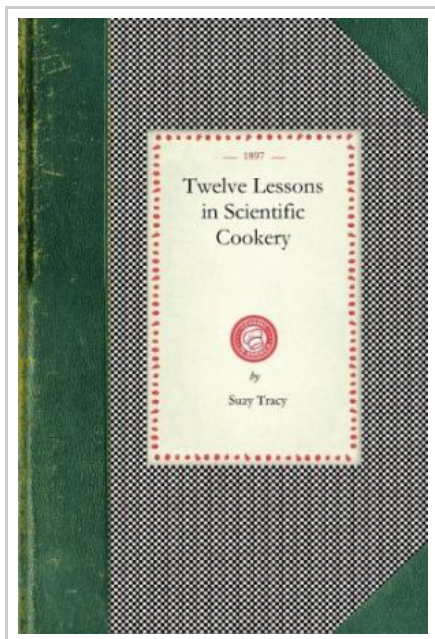 — 1897 —
Twelve Lessons
in Scientific
Cookery
by
Suzy Tracy